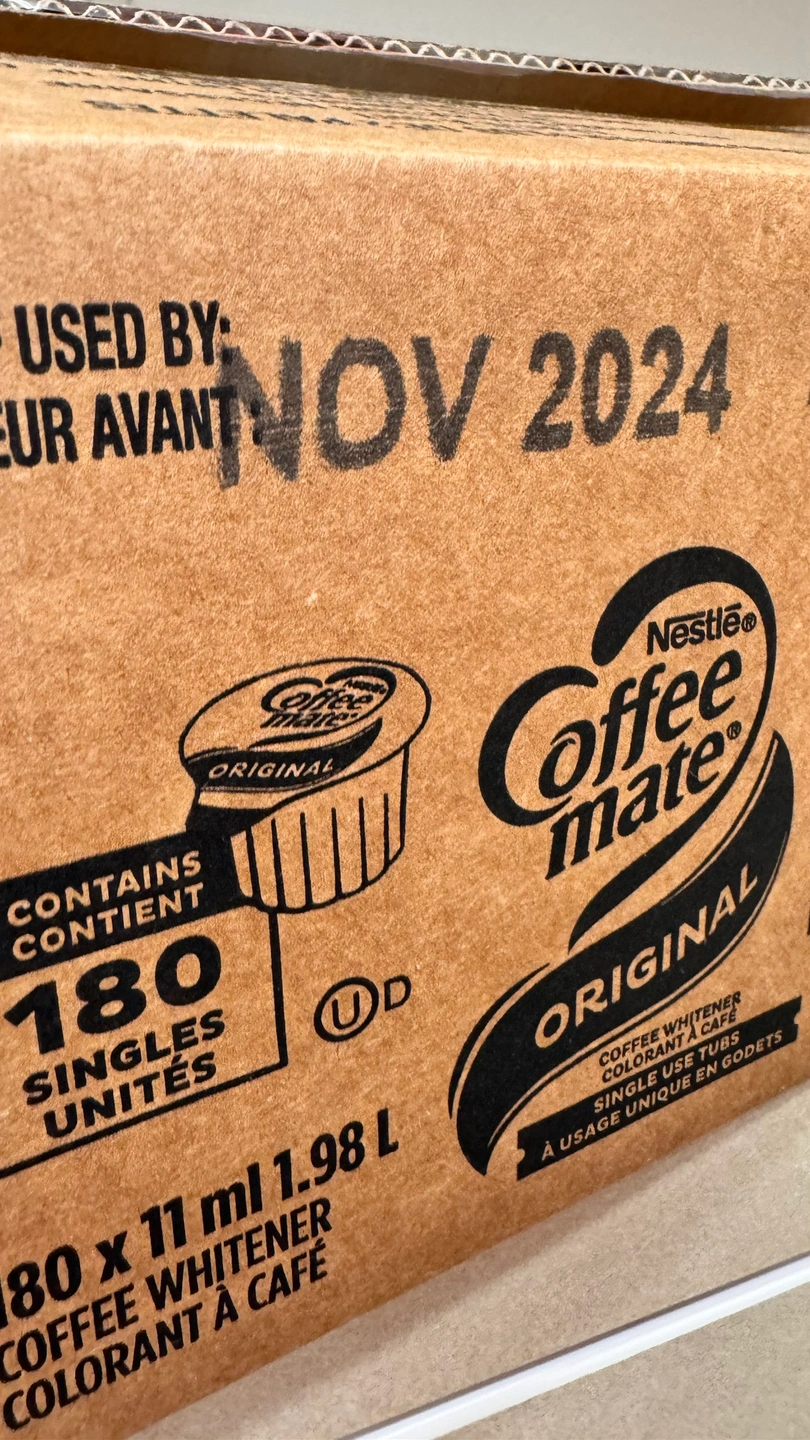 USED BY:
EUR AVANT:
NOV 2024
Nestlé®
Coffee
mate®
ORIGINAL
COFFEE WHITENER
COLORANT À CAFÉ
SINGLE USE TUBS
À USAGE UNIQUE EN GODETS
Nestlé
Coffee
mate®
ORIGINAL
CONTAINS
CONTIENT
180
SINGLES
UNITÉS
U D
180 x 11 ml 1.98 L
COFFEE WHITENER
COLORANT À CAFÉ